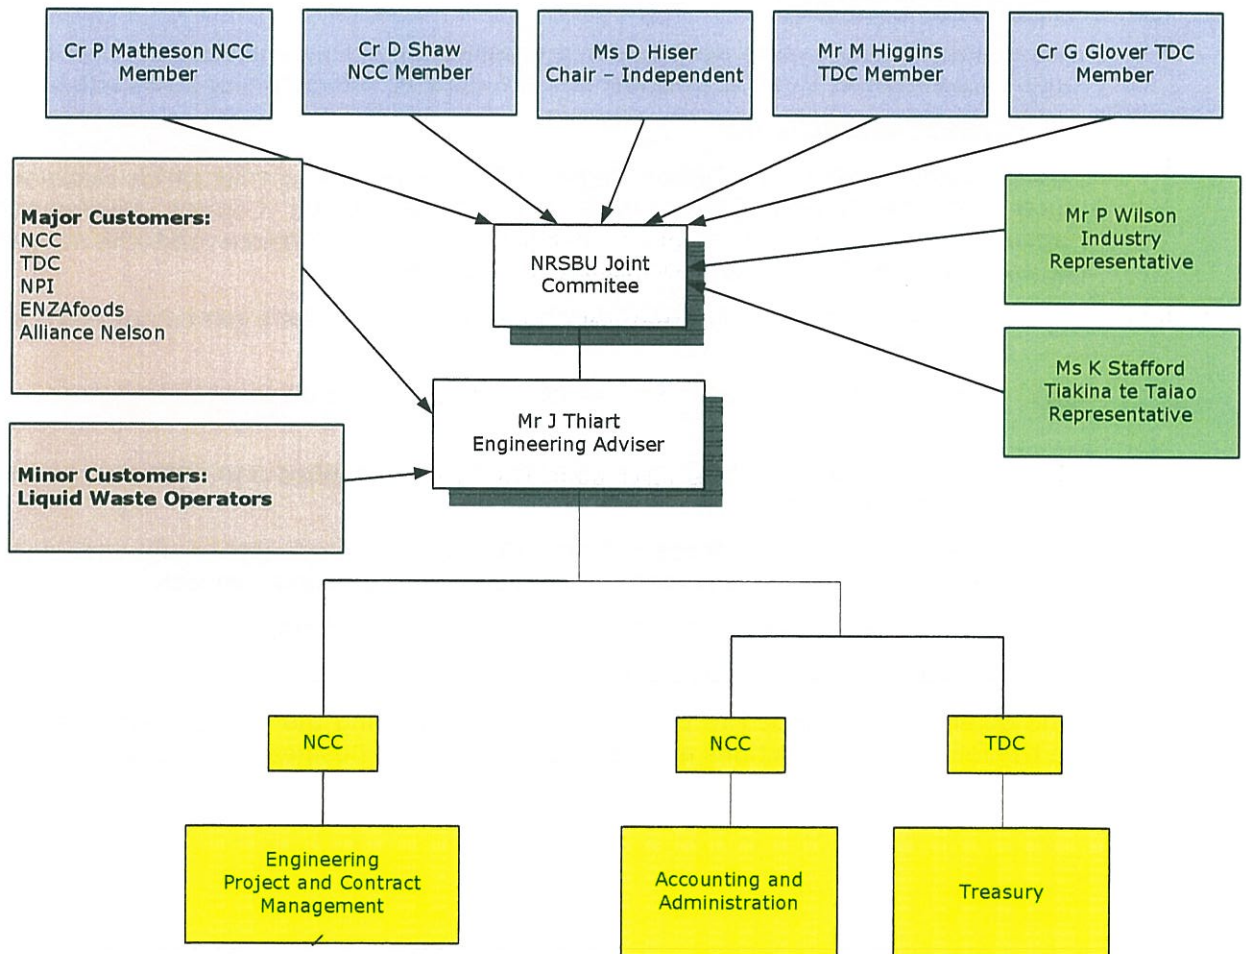 Cr P Matheson NCC
Member
Cr D Shaw
NCC Member
Ms D Hiser
Chair – Independent
Mr M Higgins
TDC Member
Cr G Glover TDC
Member
Major Customers:
NCC
TDC
NPI
ENZAfoods
Alliance Nelson
NRSBU Joint
Commitee
Mr P Wilson
Industry
Representative
Ms K Stafford
Tiakina te Taiao
Representative
Mr J Thiart
Engineering Adviser
Minor Customers:
Liquid Waste Operators
NCC
NCC
TDC
Engineering
Project and Contract
Management
Accounting and
Administration
Treasury